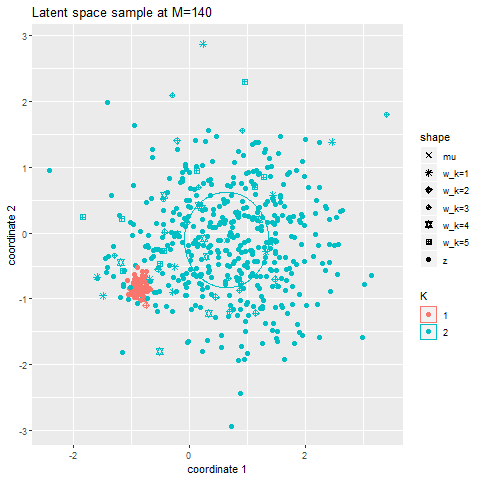 Latent space sample at M=140
3
2
1
0
-1
-2
-3
coordinate 2
-2
0
2
coordinate 1
shape
mu
w_k=1
w_k=2
w_k=3
w_k=4
w_k=5
z
K
1
2